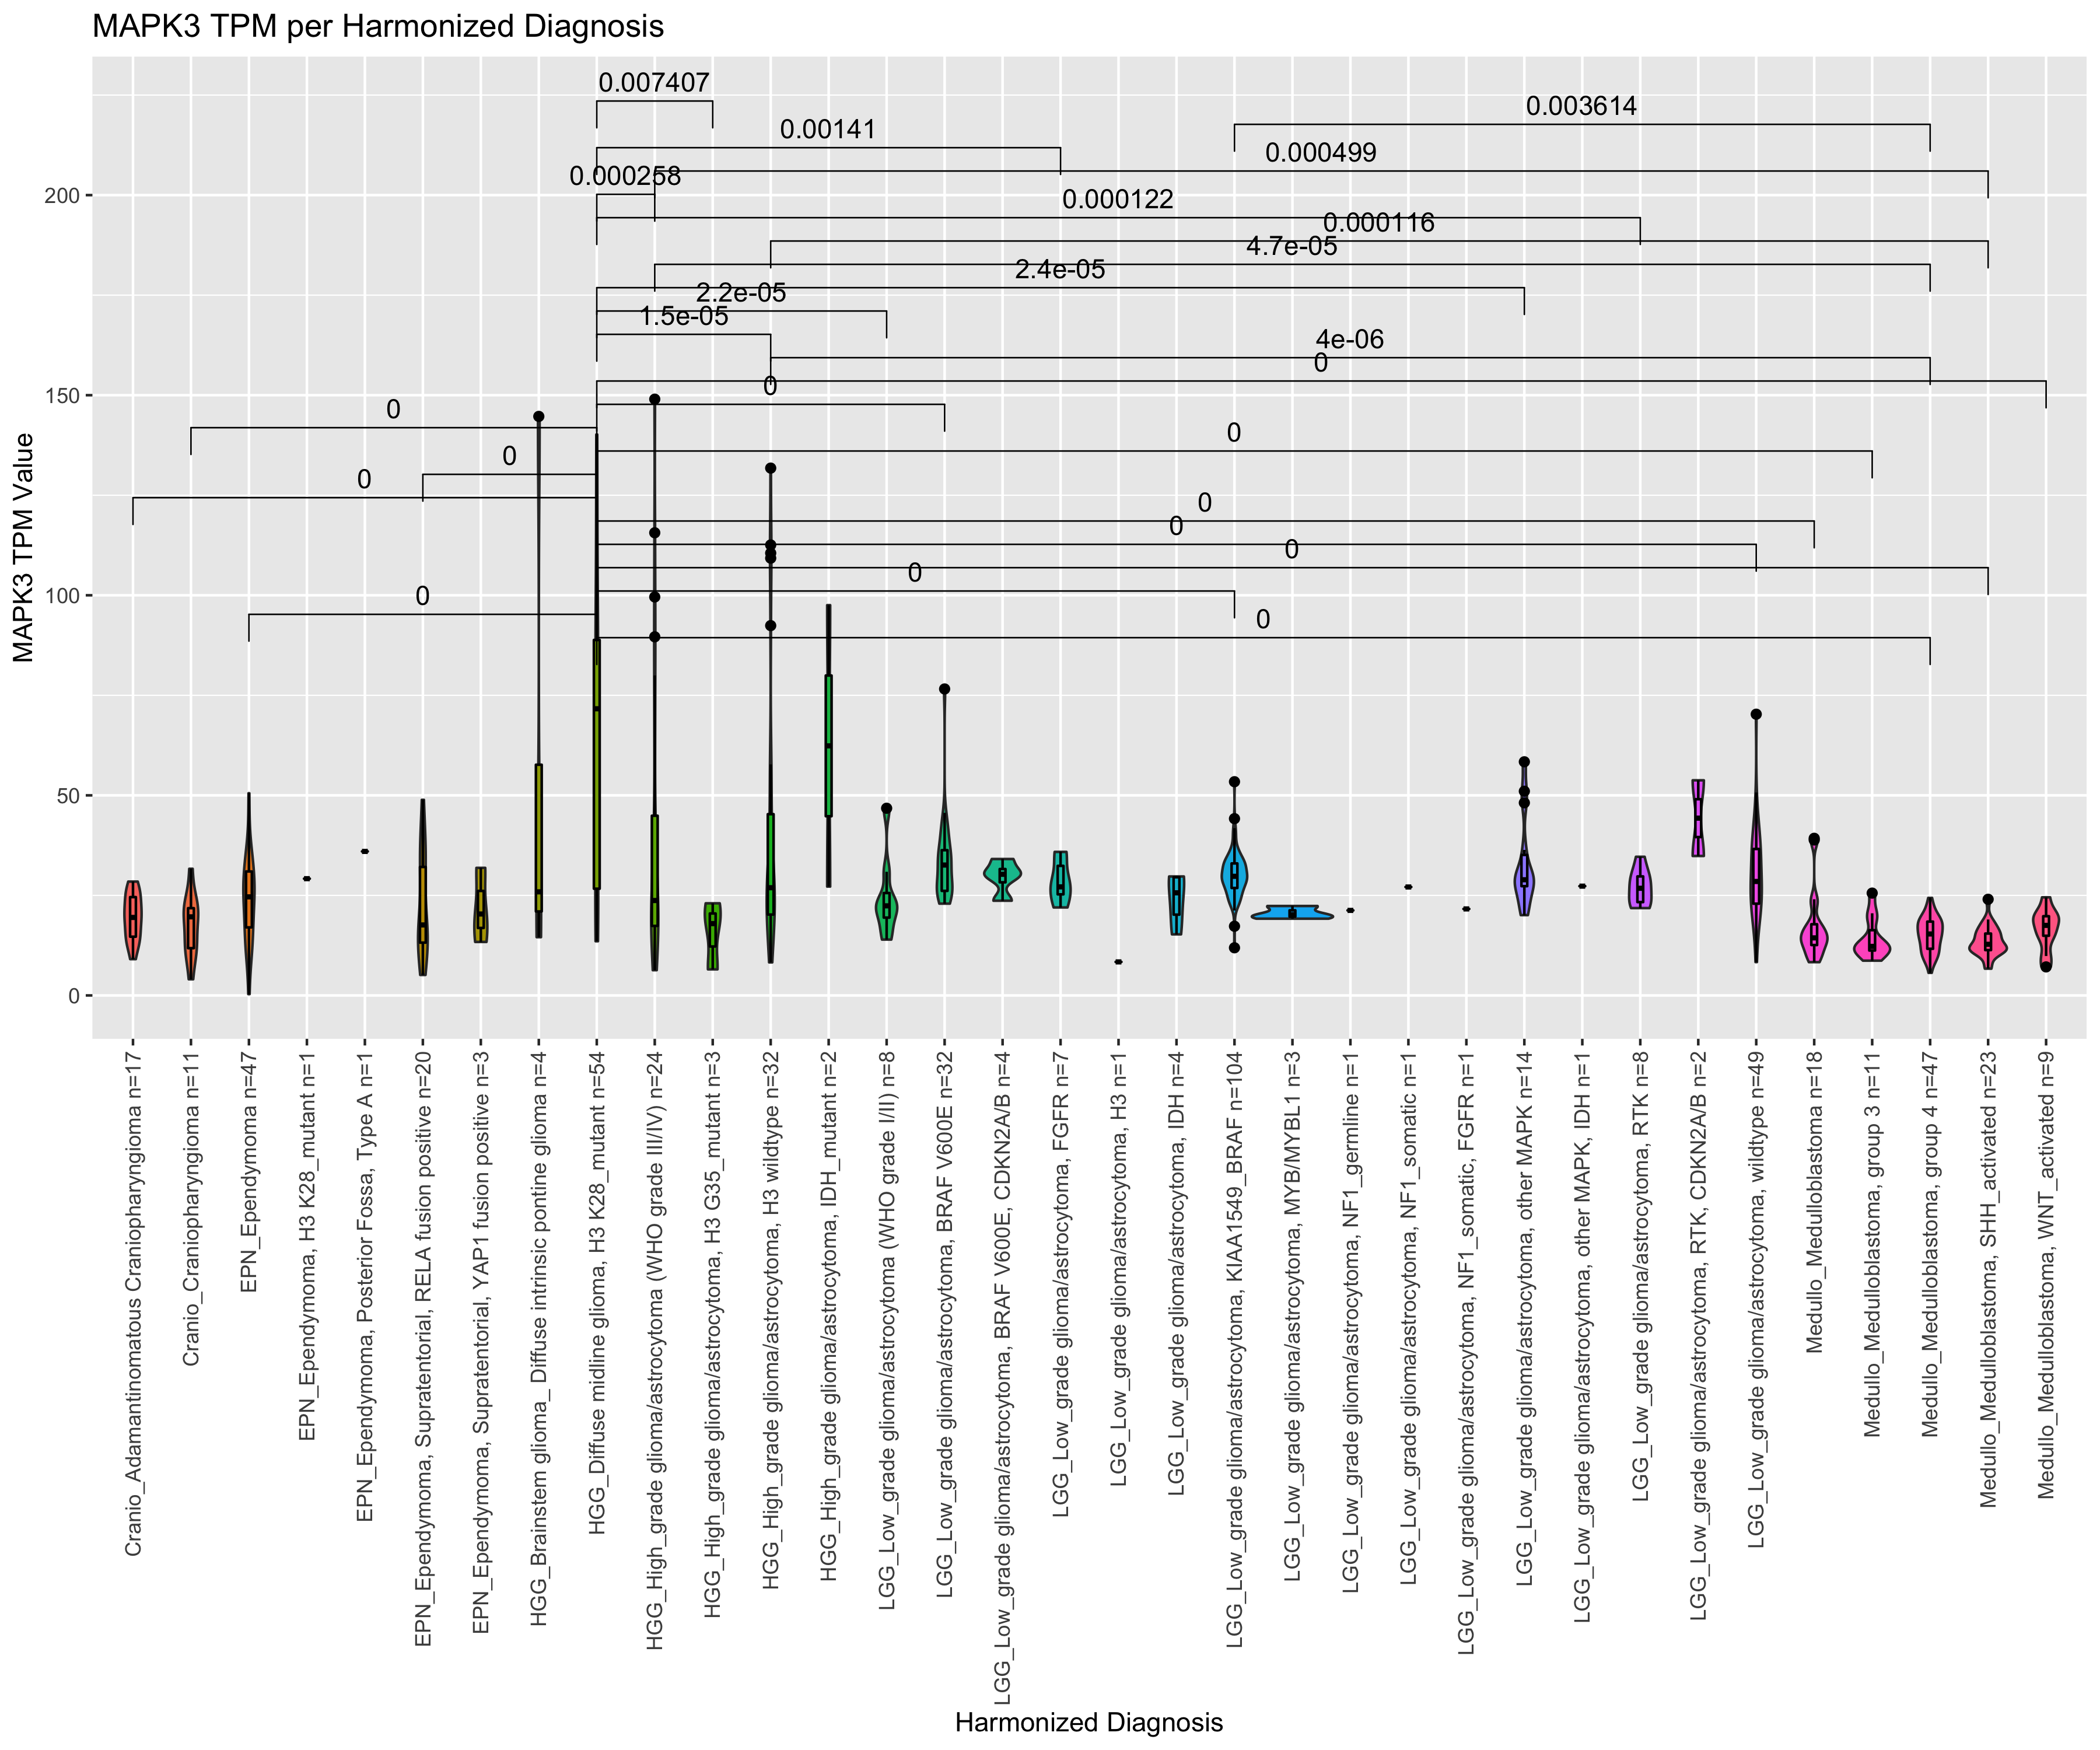 MAPK3 TPM per Harmonized Diagnosis
0.007407
0.003614
0.00141
0.000499
0.000258
0.000122
0.000116
4.7e-05
2.4e-05
2.2e-05
1.5e-05
4e-06
0
0
0
0
0
0
0
0
0
0
0
0
MAPK3 TPM Value
200
150
100
50
0
Cranio_Adamantinomatous Craniopharyngioma n=17
Cranio_Craniopharyngioma n=11
EPN_Ependymoma n=47
EPN_Ependymoma, H3 K28_mutant n=1
EPN_Ependymoma, Posterior Fossa, Type A n=1
EPN_Ependymoma, Supratentorial, RELA fusion positive n=20
EPN_Ependymoma, Supratentorial, YAP1 fusion positive n=3
HGG_Brainstem glioma_ Diffuse intrinsic pontine glioma n=4
HGG_Diffuse midline glioma, H3 K28_mutant n=54
HGG_High_grade glioma/astrocytoma (WHO grade III/IV) n=24
HGG_High_grade glioma/astrocytoma, H3 G35_mutant n=3
HGG_High_grade glioma/astrocytoma, H3 wildtype n=32
HGG_High_grade glioma/astrocytoma, IDH_mutant n=2
LGG_Low_grade glioma/astrocytoma (WHO grade I/II) n=8
LGG_Low_grade glioma/astrocytoma, BRAF V600E n=32
LGG_Low_grade glioma/astrocytoma, BRAF V600E, CDKN2A/B n=4
LGG_Low_grade glioma/astrocytoma, FGFR n=7
LGG_Low_grade glioma/astrocytoma, H3 n=1
LGG_Low_grade glioma/astrocytoma, IDH n=4
LGG_Low_grade glioma/astrocytoma, KIAA1549_BRAF n=104
LGG_Low_grade glioma/astrocytoma, MYB/MYBL1 n=3
LGG_Low_grade glioma/astrocytoma, NF1_germline n=1
LGG_Low_grade glioma/astrocytoma, NF1_somatic n=1
LGG_Low_grade glioma/astrocytoma, NF1_somatic, FGFR n=1
LGG_Low_grade glioma/astrocytoma, other MAPK n=14
LGG_Low_grade glioma/astrocytoma, other MAPK, IDH n=1
LGG_Low_grade glioma/astrocytoma, RTK n=8
LGG_Low_grade glioma/astrocytoma, RTK, CDKN2A/B n=2
LGG_Low_grade glioma/astrocytoma, wildtype n=49
Medullo_Medulloblastoma n=18
Medullo_Medulloblastoma, group 3 n=11
Medullo_Medulloblastoma, group 4 n=47
Medullo_Medulloblastoma, SHH_activated n=23
Medullo_Medulloblastoma, WNT_activated n=9
Harmonized Diagnosis